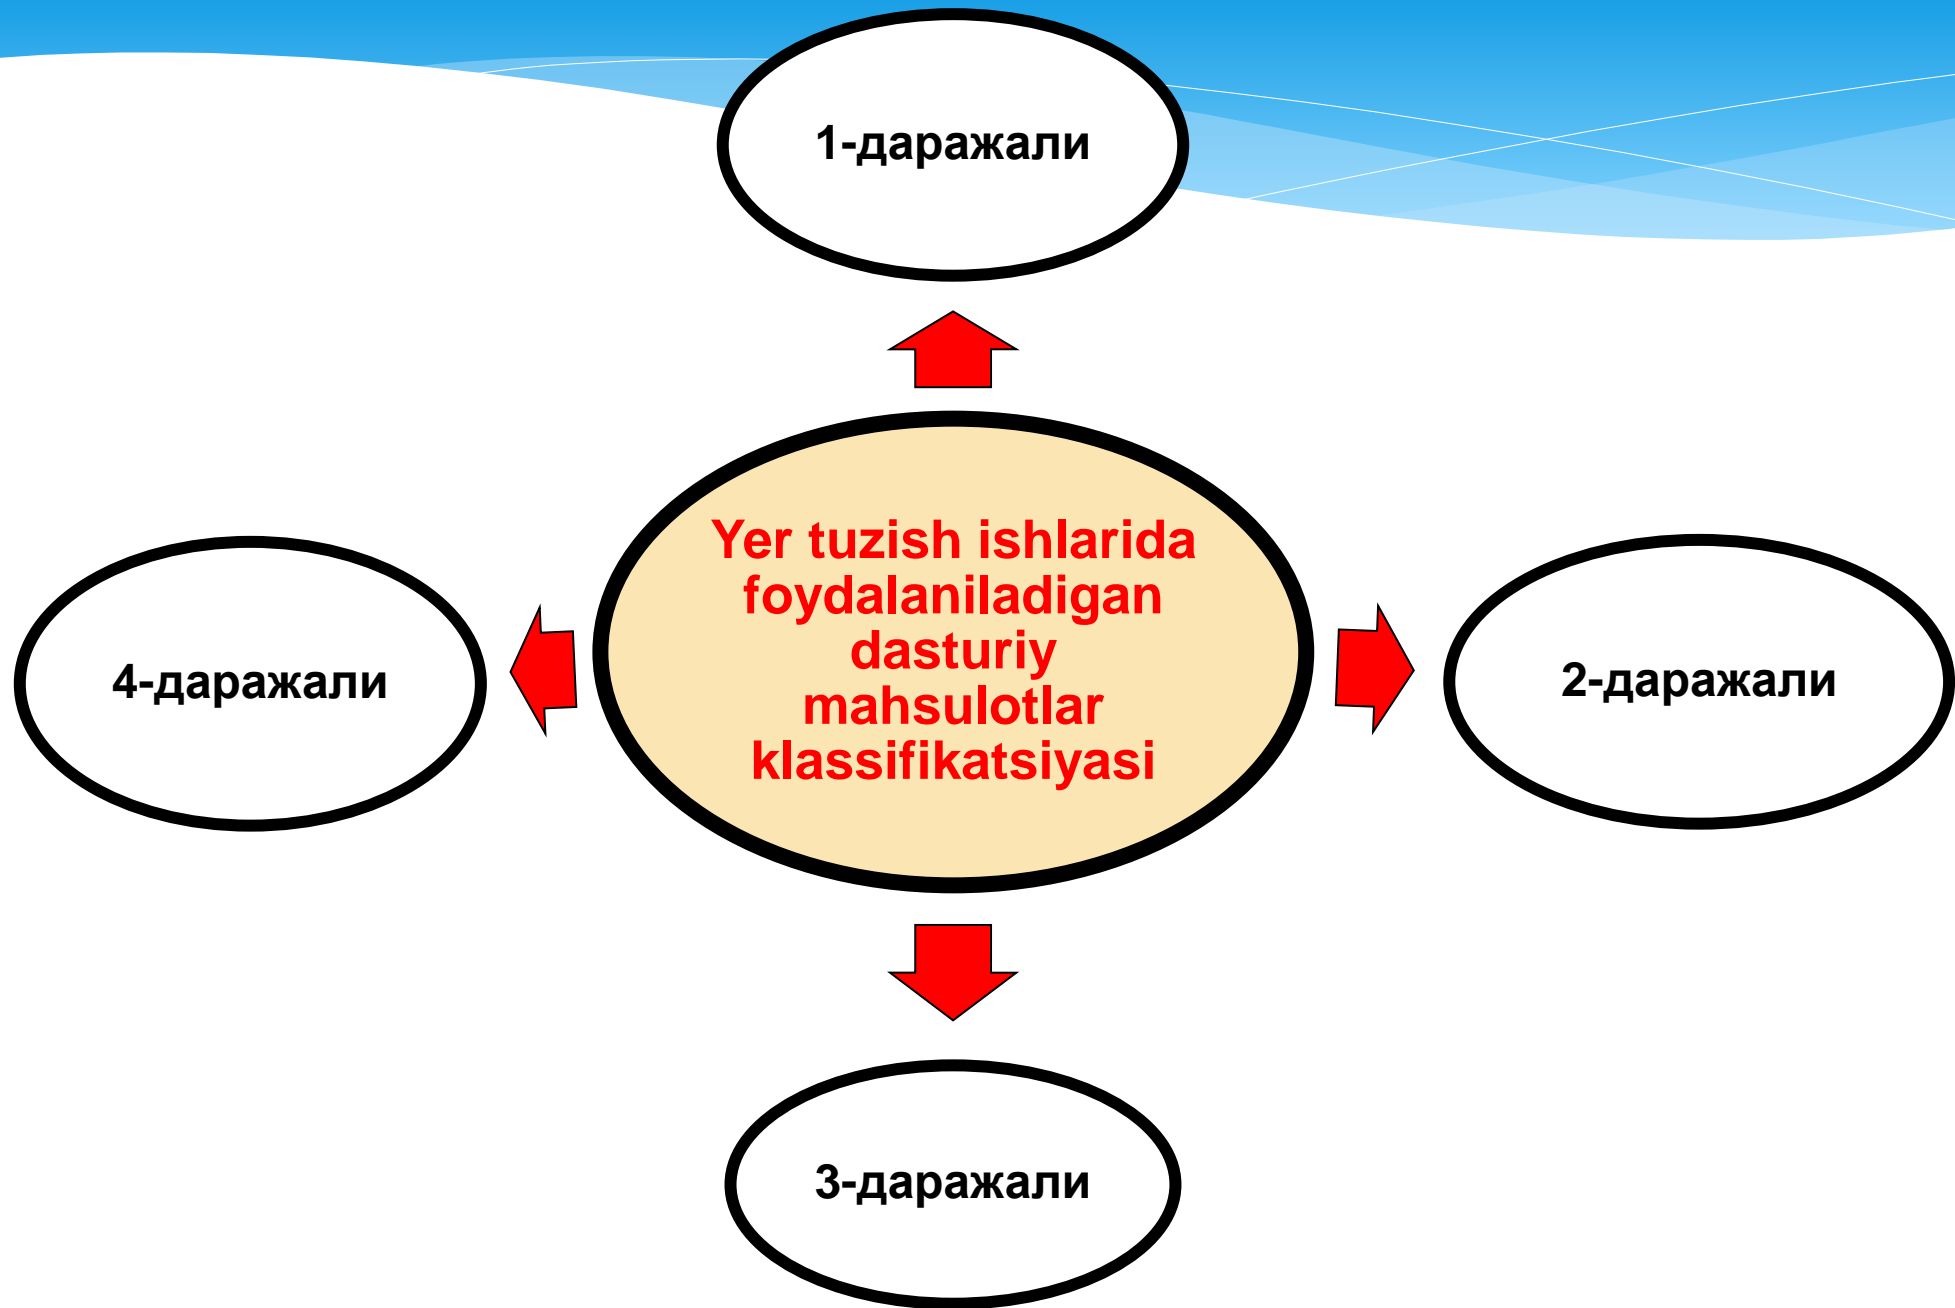 1-даражали
Yer tuzish ishlarida
foydalaniladigan
dasturiy
mahsulotlar
klassifikatsiyasi
4-даражали
2-даражали
3-даражали